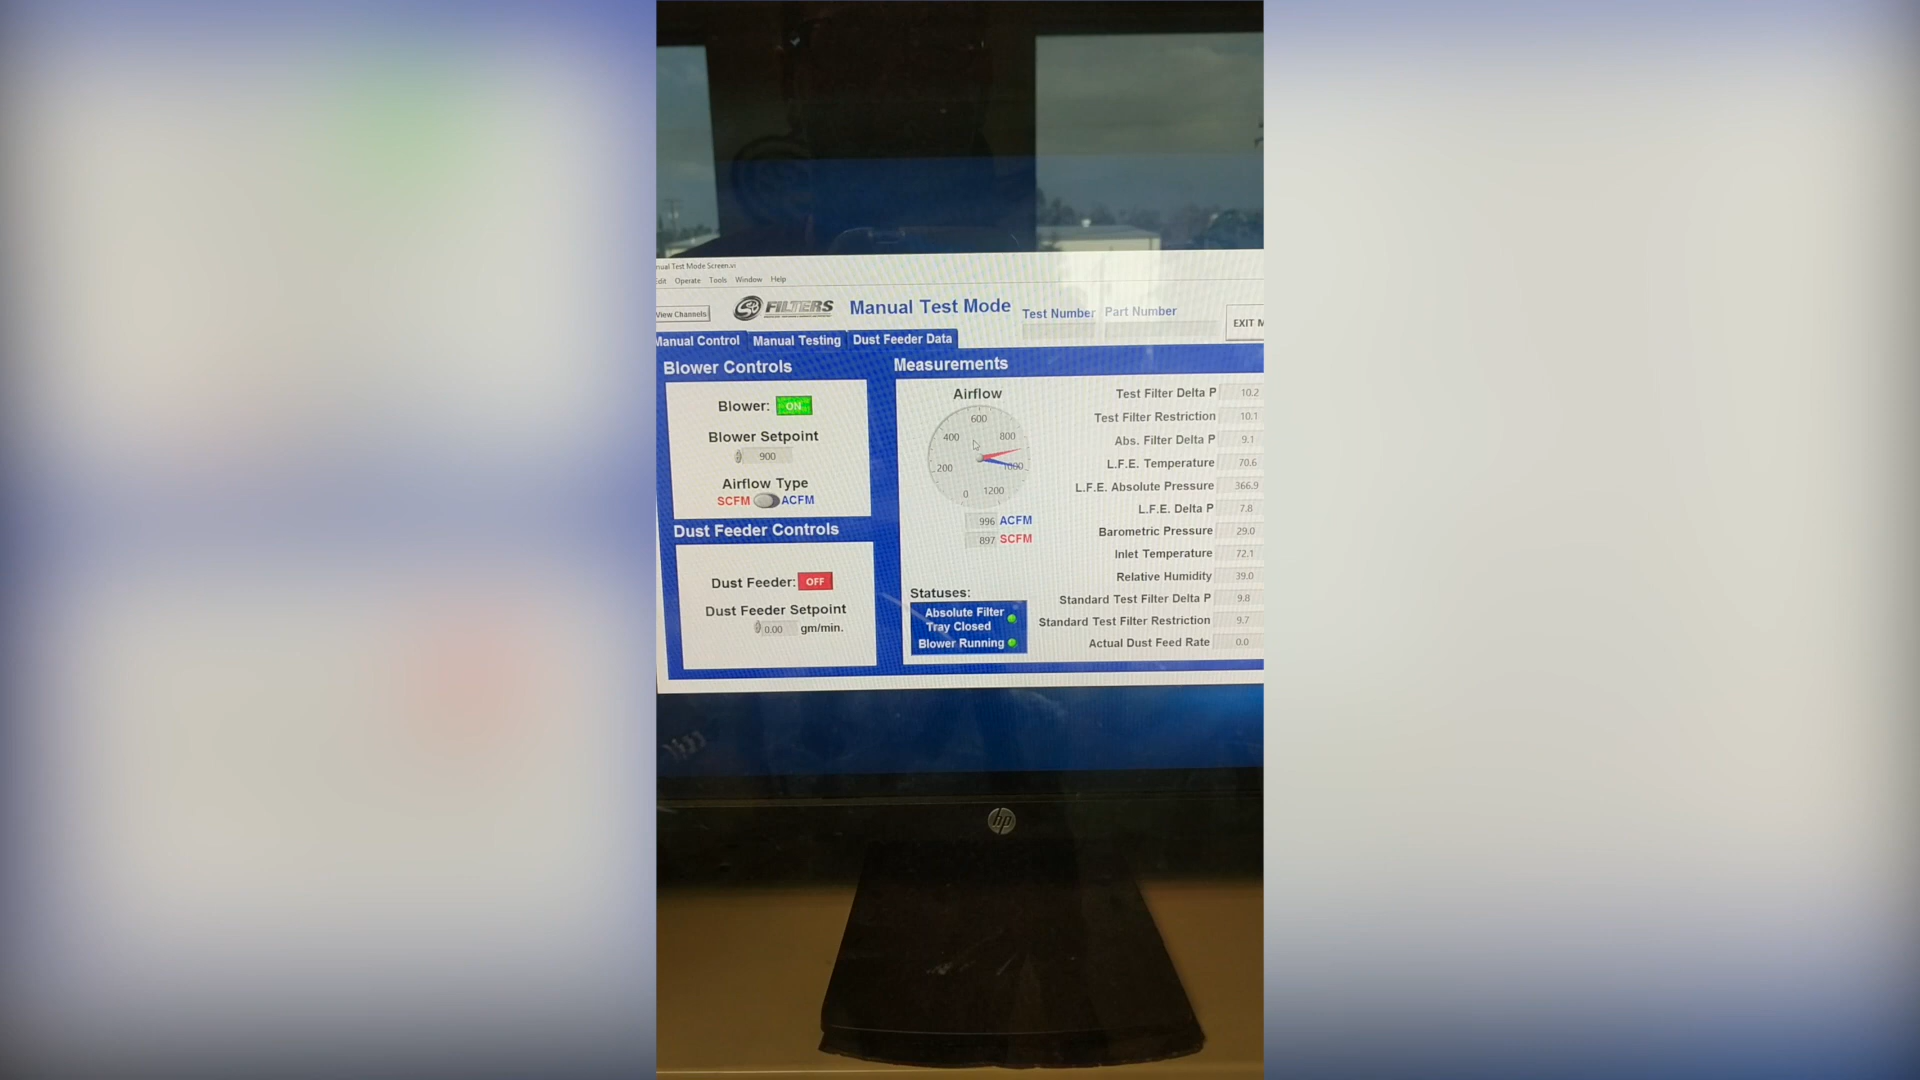 nual Test Mode Screen.vi
dit Operate Tools Window Help
View Channels
S&B FILTERS
Manual Test Mode
Test Number Part Number
EXIT M
Manual Control Manual Testing Dust Feeder Data
Blower Controls
Blower: ON
Blower Setpoint
900
Airflow Type
SCFM ACFM
Dust Feeder Controls
Dust Feeder: OFF
Dust Feeder Setpoint
0.00 gm/min.
Measurements
Airflow
0 200 400 600 800 1000 1200
996 ACFM
897 SCFM
Statuses:
Absolute Filter
Tray Closed
Blower Running
Test Filter Delta P 10.2
Test Filter Restriction 10.1
Abs. Filter Delta P 9.1
L.F.E. Temperature 70.6
L.F.E. Absolute Pressure 366.9
L.F.E. Delta P 7.8
Barometric Pressure 29.0
Inlet Temperature 72.1
Relative Humidity 39.0
Standard Test Filter Delta P 9.8
Standard Test Filter Restriction 9.7
Actual Dust Feed Rate 0.0
hp